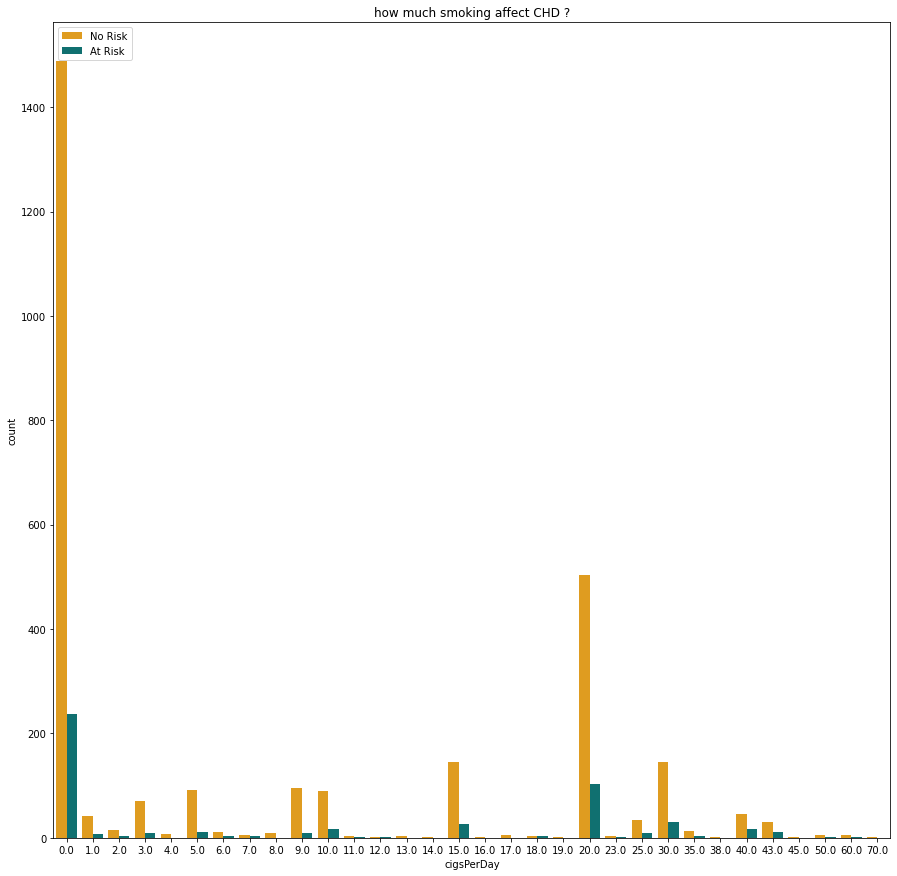 how much smoking affect CHD ?
No Risk
At Risk
1400
1200
1000
800
600
400
200
0
count
0.0 1.0 2.0 3.0 4.0 5.0 6.0 7.0 8.0 9.0 10.0 11.0 12.0 13.0 14.0 15.0 16.0 17.0 18.0 19.0 20.0 23.0 25.0 30.0 35.0 38.0 40.0 43.0 45.0 50.0 60.0 70.0
cigsPerDay